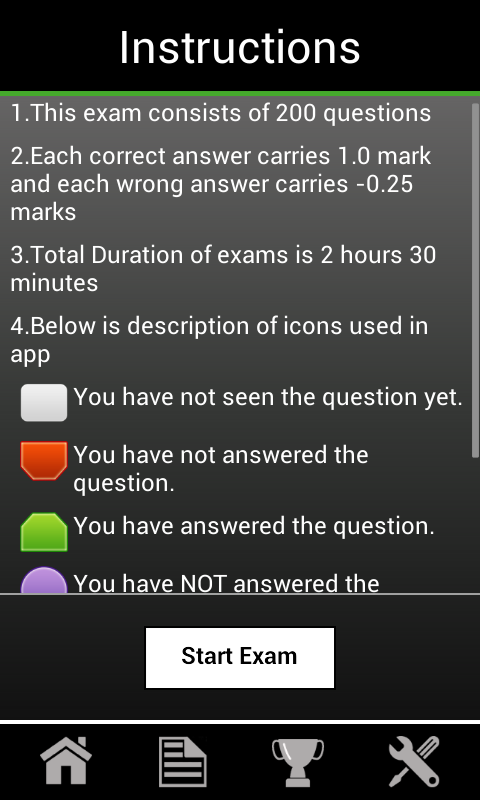 Instructions
1.This exam consists of 200 questions
2.Each correct answer carries 1.0 mark
and each wrong answer carries -0.25
marks
3.Total Duration of exams is 2 hours 30
minutes
4.Below is description of icons used in
app
You have not seen the question yet.
You have not answered the
question.
You have answered the question.
You have NOT answered the
Start Exam